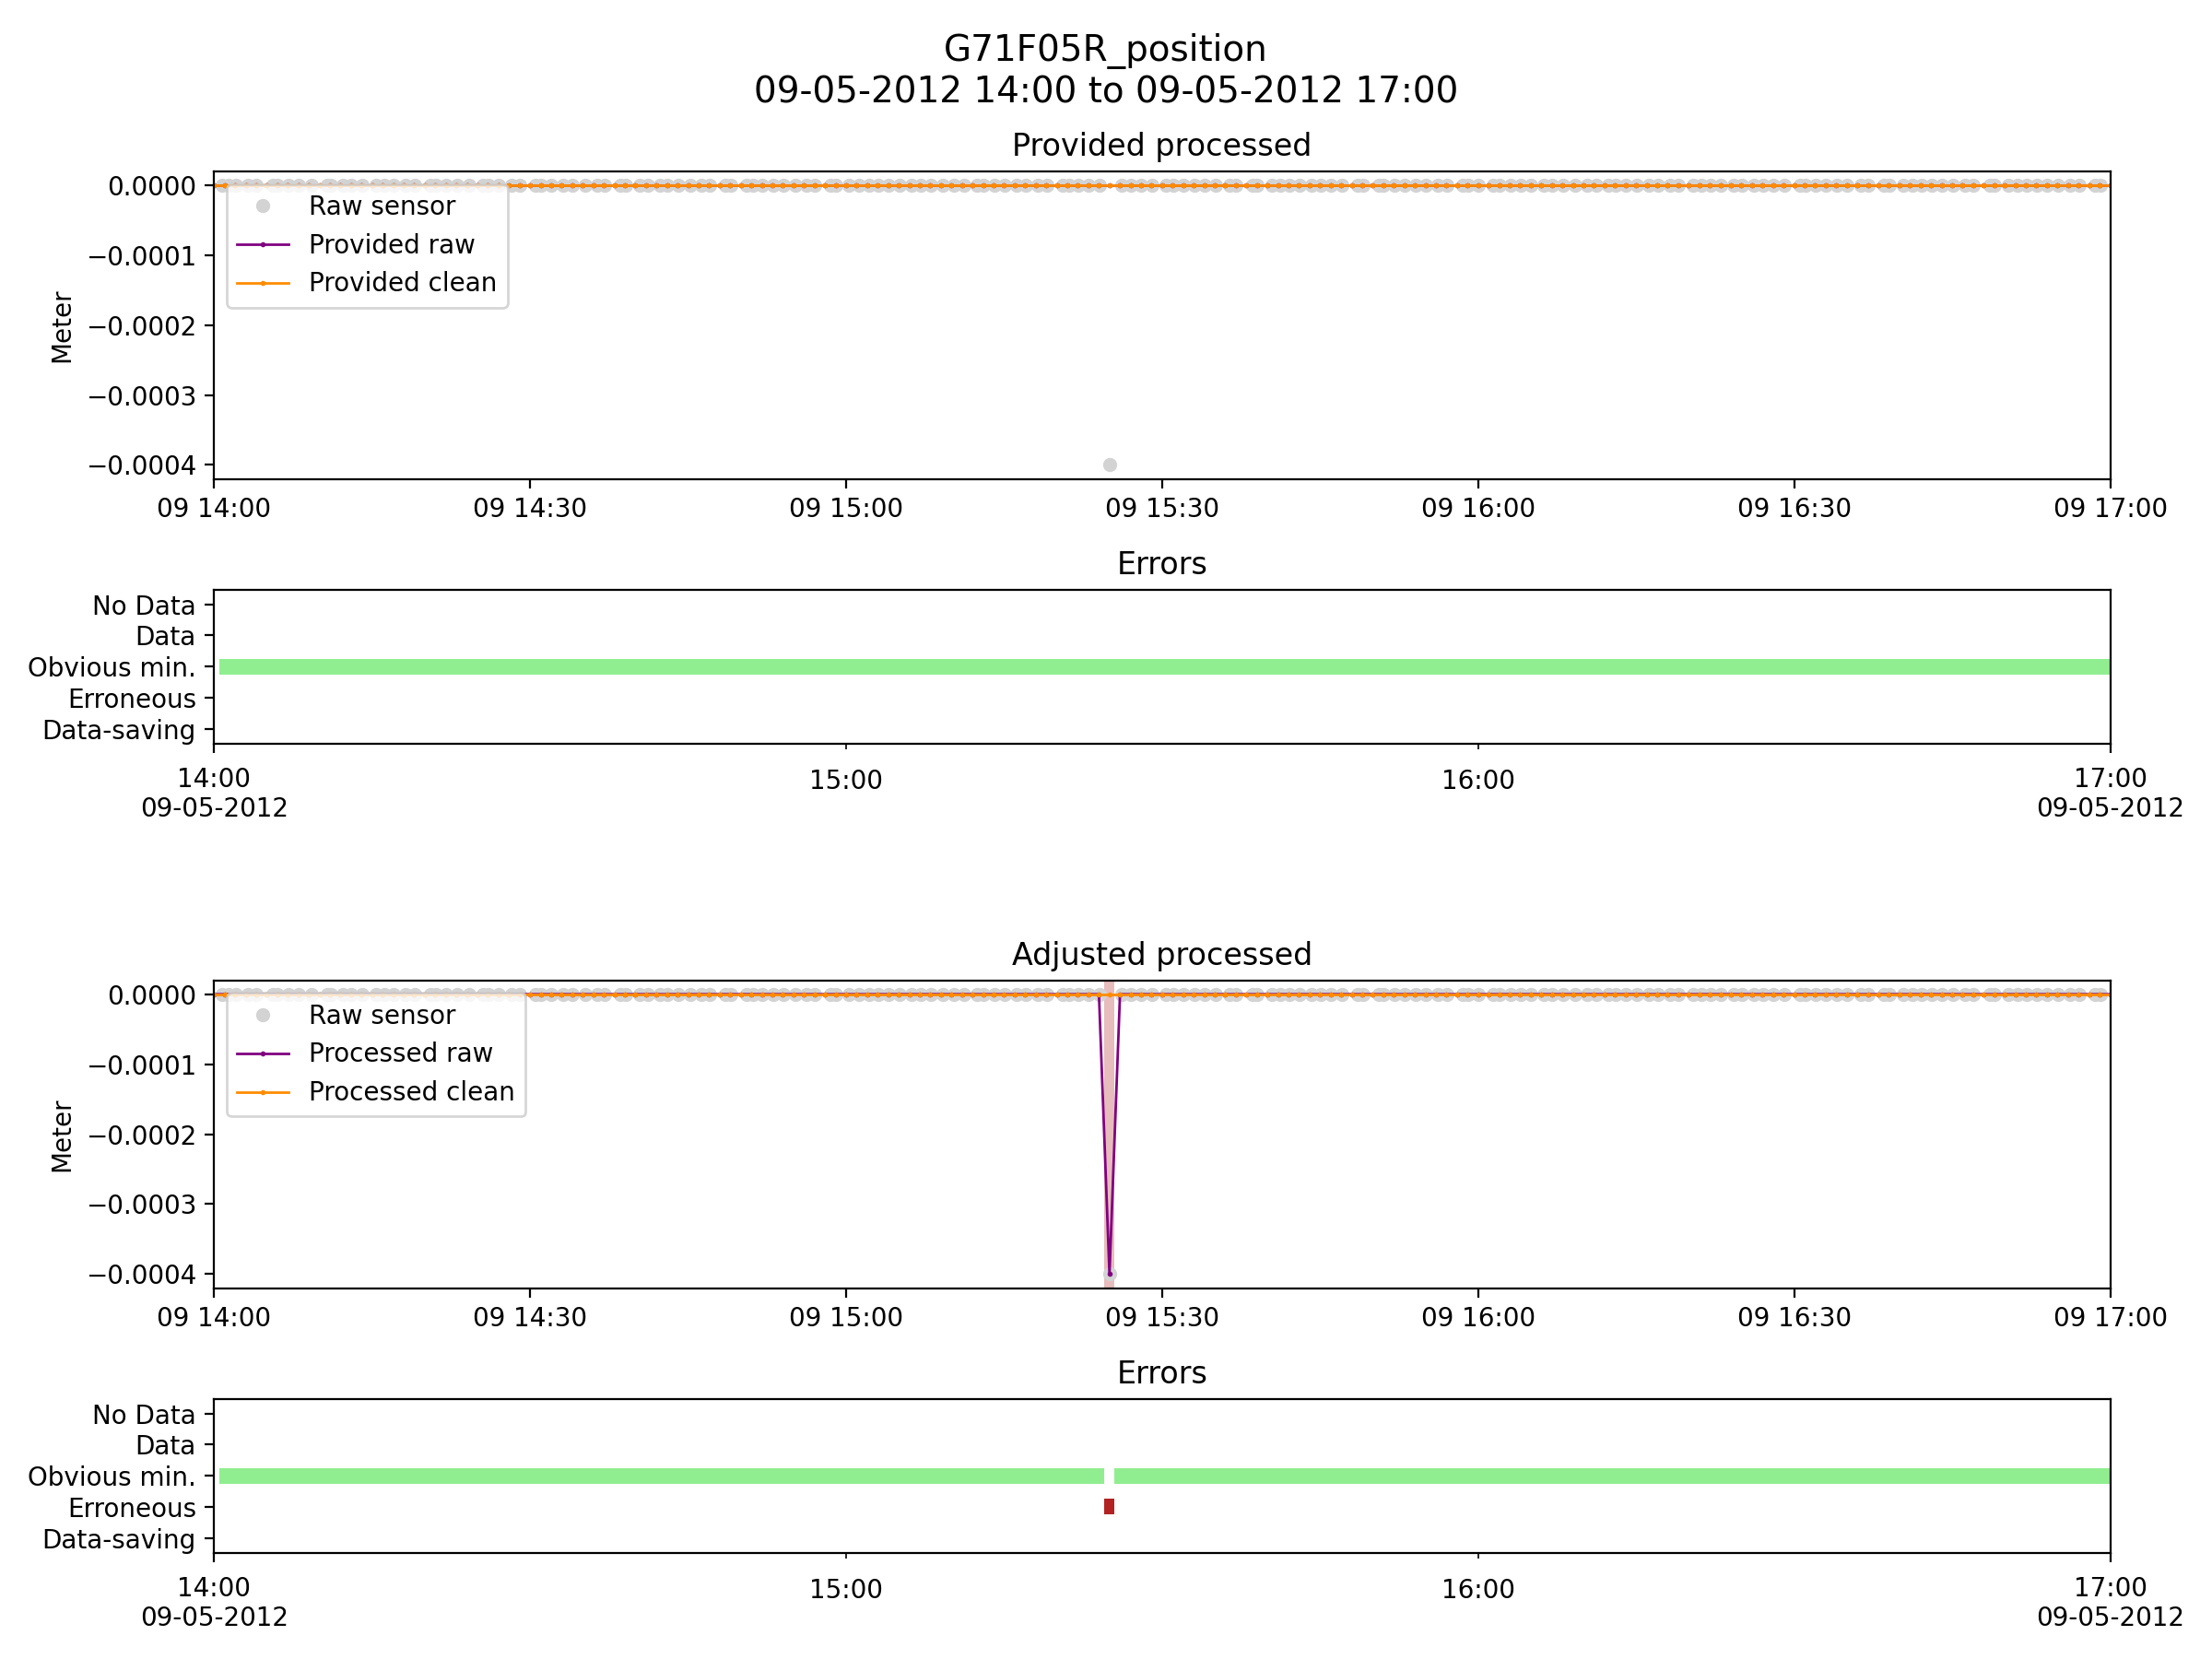 G71F05R_position
09-05-2012 14:00 to 09-05-2012 17:00
Provided processed
Meter
0.0000
−0.0001
−0.0002
−0.0003
−0.0004
Raw sensor
Provided raw
Provided clean
09 14:00 09 14:30 09 15:00 09 15:30 09 16:00 09 16:30 09 17:00
Errors
No Data
Data
Obvious min.
Erroneous
Data-saving
14:00 15:00 16:00 17:00
09-05-2012 09-05-2012
Adjusted processed
Meter
0.0000
−0.0001
−0.0002
−0.0003
−0.0004
Raw sensor
Processed raw
Processed clean
09 14:00 09 14:30 09 15:00 09 15:30 09 16:00 09 16:30 09 17:00
Errors
No Data
Data
Obvious min.
Erroneous
Data-saving
14:00 15:00 16:00 17:00
09-05-2012 09-05-2012